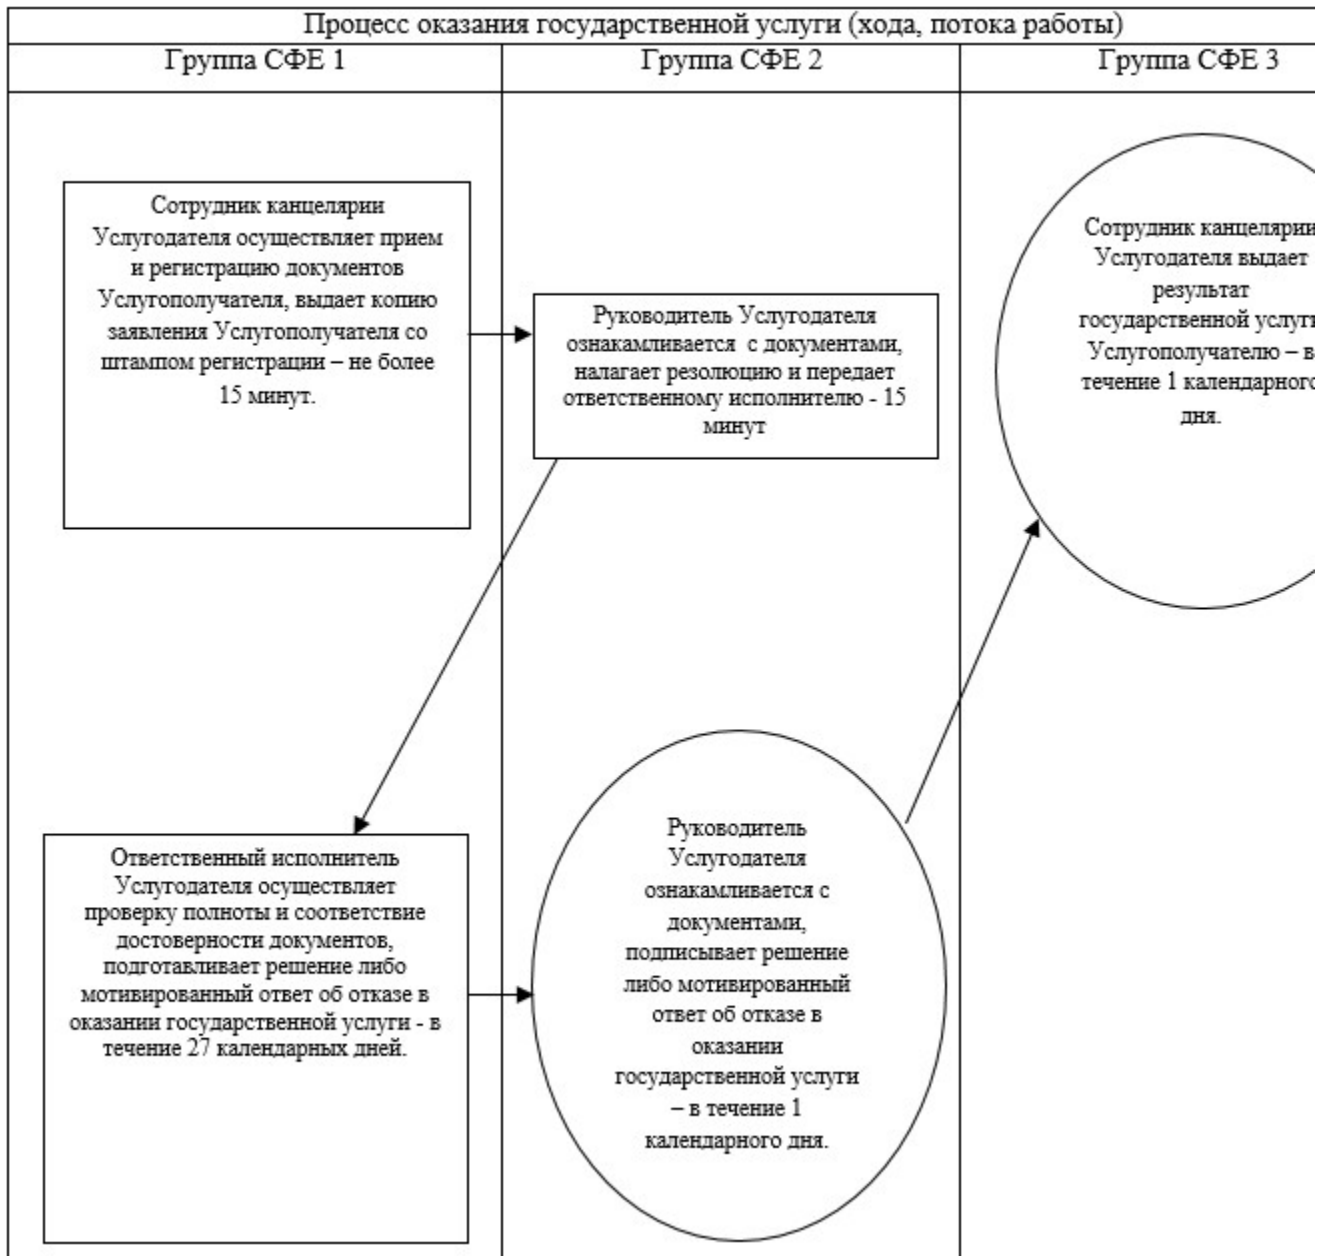 Процесс оказания государственной услуги (хода, потока работы)
Группа СФЕ 1
Группа СФЕ 2
Группа СФЕ 3
Сотрудник канцелярии
Услугодателя осуществляет прием
и регистрацию документов
Услугополучателя, выдает копию
заявления Услугополучателя со
штампом регистрации – не более
15 минут.
Руководитель Услугодателя
ознакамливается с документами,
налагает резолюцию и передает
ответственному исполнителю - 15
минут
Сотрудник канцелярии
Услугодателя выдает
результат
государственной услуги
Услугополучателю – в
течение 1 календарного
дня.
Ответственный исполнитель
Услугодателя осуществляет
проверку полноты и соответствие
достоверности документов,
подготавливает решение либо
мотивированный ответ об отказе в
оказании государственной услуги - в
течение 27 календарных дней.
Руководитель
Услугодателя
ознакамливается с
документами,
подписывает решение
либо мотивированный
ответ об отказе в
оказании
государственной услуги
– в течение 1
календарного дня.